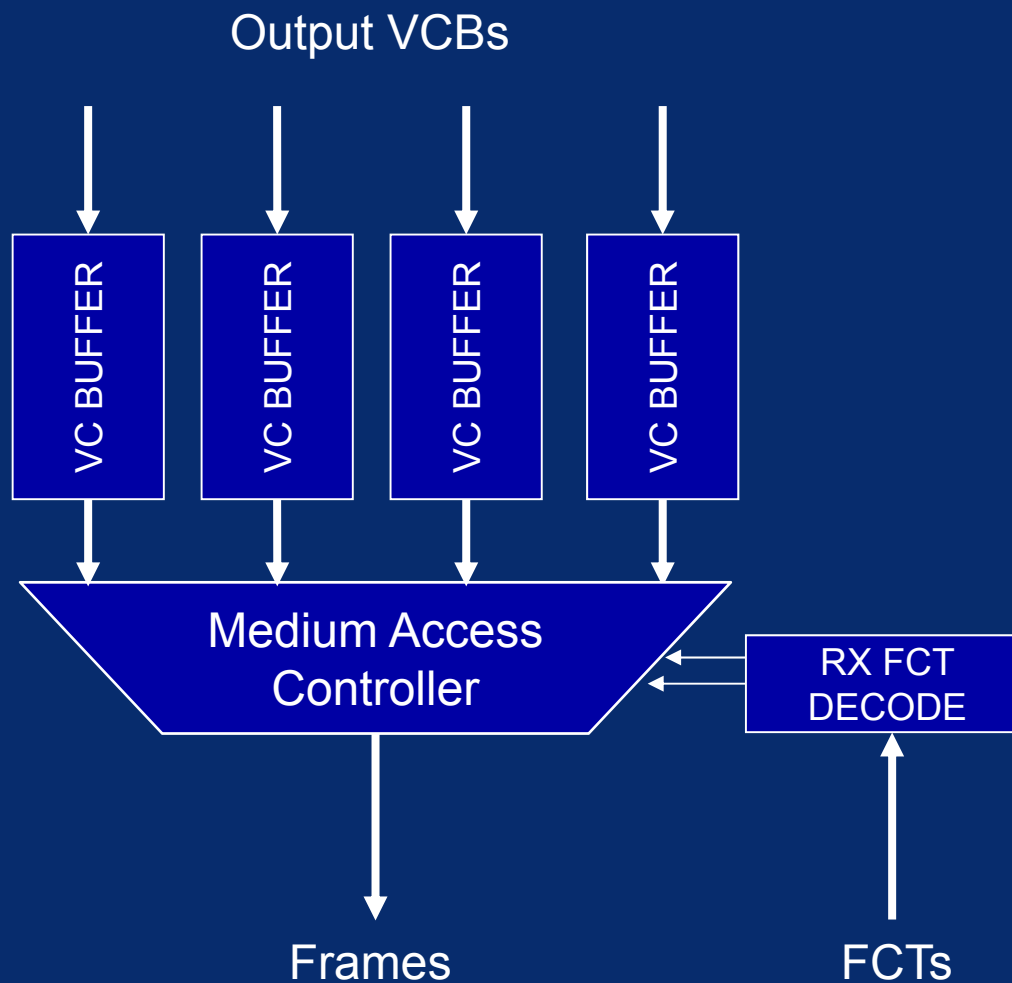 Output VCBs
VC BUFFER
VC BUFFER
VC BUFFER
VC BUFFER
Medium Access
Controller
RX FCT
DECODE
Frames
FCTs